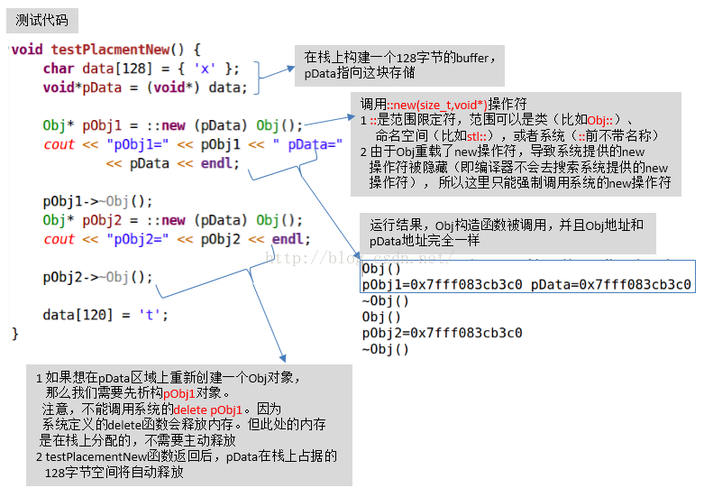 测试代码
void testPlacmentNew() {
char data[128] = { 'x' };
void*pData = (void*) data;
Obj* pObj1 = ::new (pData) Obj();
cout << "pObj1=" << pObj1 << " pData="
<< pData << endl;
pObj1->~Obj();
Obj* pObj2 = ::new (pData) Obj();
cout << "pObj2=" << pObj2 << endl;
pObj2->~Obj();
data[120] = 't';
}
在栈上构建一个128字节的buffer，
pData指向这块存储
调用::new(size_t,void*)操作符
1 ::是范围限定符，范围可以是类（比如Obj::）、
命名空间（比如stl::），或者系统（::前不带名称）
2 由于Obj重载了new操作符，导致系统提供的new
操作符被隐藏（即编译器不会去搜索系统提供的new
操作符），所以这里只能强制调用系统的new操作符
运行结果，Obj构造函数被调用，并且Obj地址和
pData地址完全一样
http://blog.csdn.net/
Obj()
pObj1=0x7fff083cb3c0 pData=0x7fff083cb3c0
~Obj()
Obj()
pObj2=0x7fff083cb3c0
~Obj()
1 如果想在pData区域上重新创建一个Obj对象，
那么我们需要先析构pObj1对象。
注意，不能调用系统的delete pObj1。因为
系统定义的delete函数会释放内存。但此处的内存
是在栈上分配的，不需要主动释放
2 testPlacementNew函数返回后，pData在栈上占据的
128字节空间将自动释放